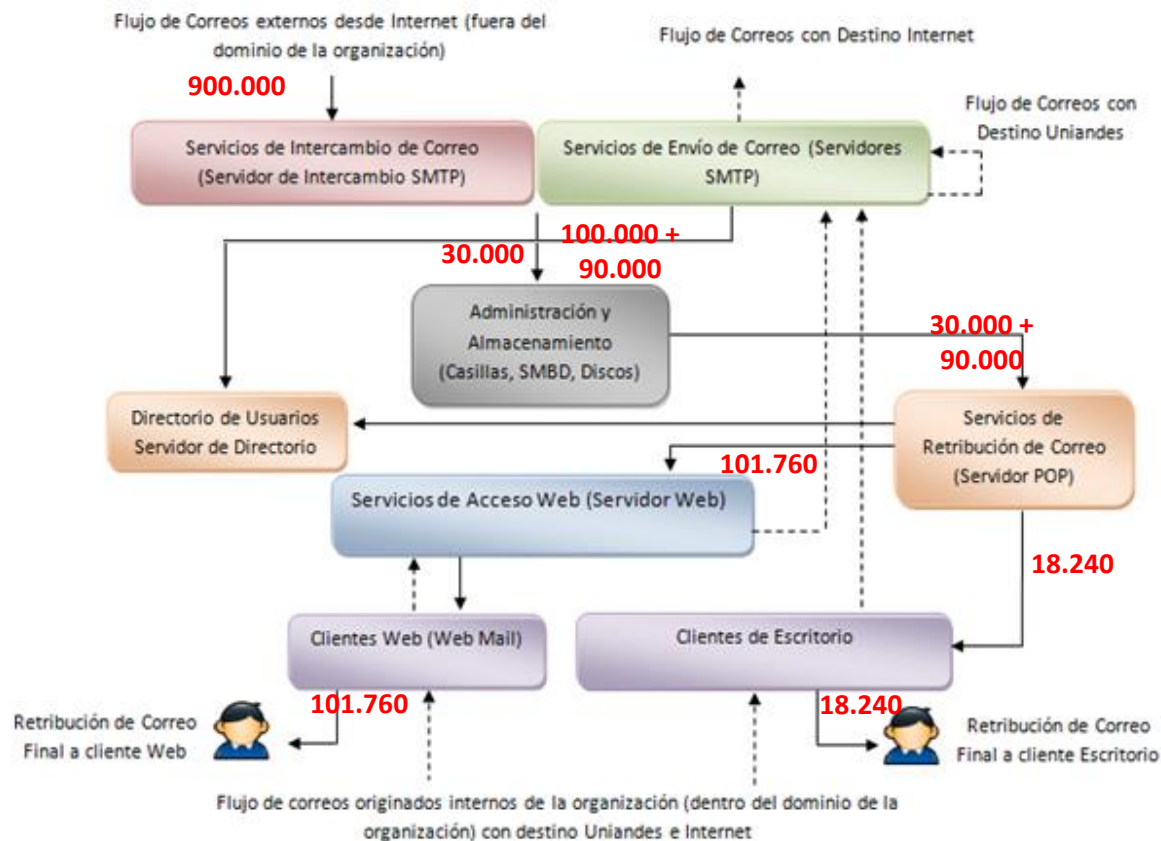 Flujo de Correos externos desde Internet (fuera del
dominio de la organización)
900.000
Flujo de Correos con Destino Internet
Flujo de Correos con
Destino Uniandes
Servicios de Intercambio de Correo
(Servidor de Intercambio SMTP)
Servicios de Envío de Correo (Servidores
SMTP)
30.000
100.000 +
90.000
Administración y
Almacenamiento
(Casillas, SMBD, Discos)
30.000 +
90.000
Directorio de Usuarios
Servidor de Directorio
Servicios de
Retribución de Correo
(Servidor POP)
101.760
Servicios de Acceso Web (Servidor Web)
18.240
Clientes Web (Web Mail)
Clientes de Escritorio
101.760
18.240
Retribución de Correo
Final a cliente Web
Retribución de Correo
Final a cliente Escritorio
Flujo de correos originados internos de la organización (dentro del dominio de la
organización) con destino Uniandes e Internet